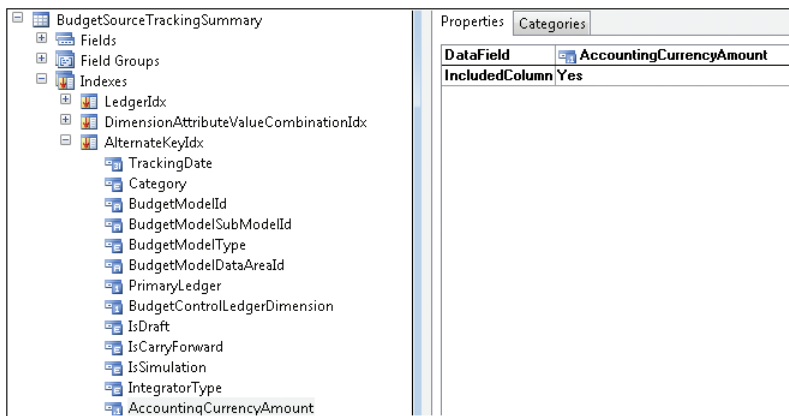 BudgetSourceTrackingSummary
Fields
Field Groups
Indexes
LedgerIdx
DimensionAttributeValueCombinationIdx
AlternateKeyIdx
TrackingDate
Category
BudgetModelId
BudgetModelSubModelId
BudgetModelType
BudgetModelDataAreaId
PrimaryLedger
BudgetControlLedgerDimension
IsDraft
IsCarryForward
IsSimulation
IntegratorType
AccountingCurrencyAmount
Properties Categories
DataField AccountingCurrencyAmount
IncludedColumn Yes